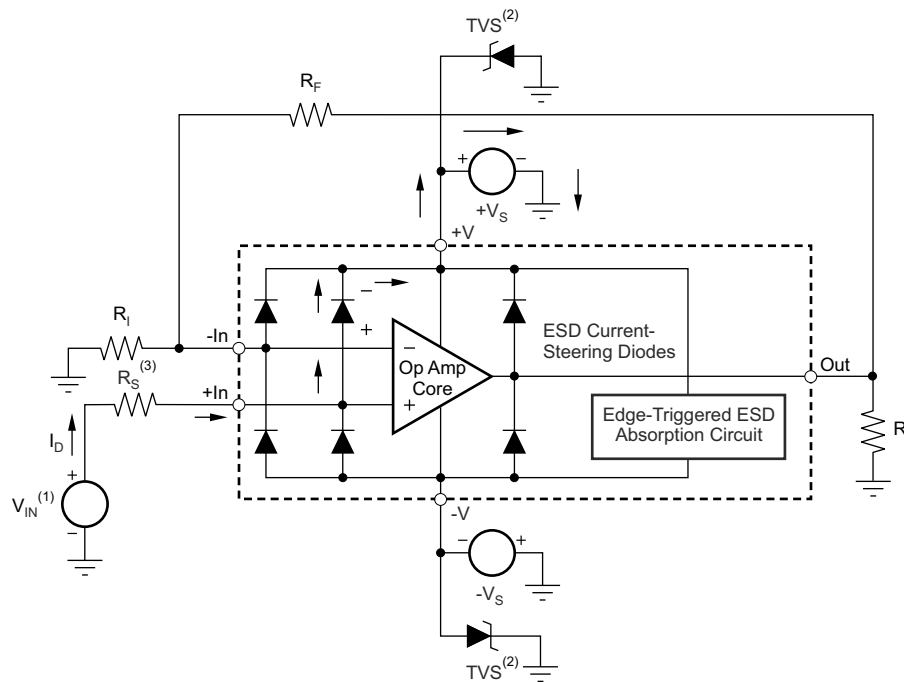 TVS(2)
RF
+ −
+VS
+V
RI
-In
−
+
−
Op Amp
Core
+
ESD Current-
Steering Diodes
Out
(3)
RS
+In
Edge-Triggered ESD
Absorption Circuit
R
ID
+
VIN(1)
−
-V
− +
-VS
TVS(2)